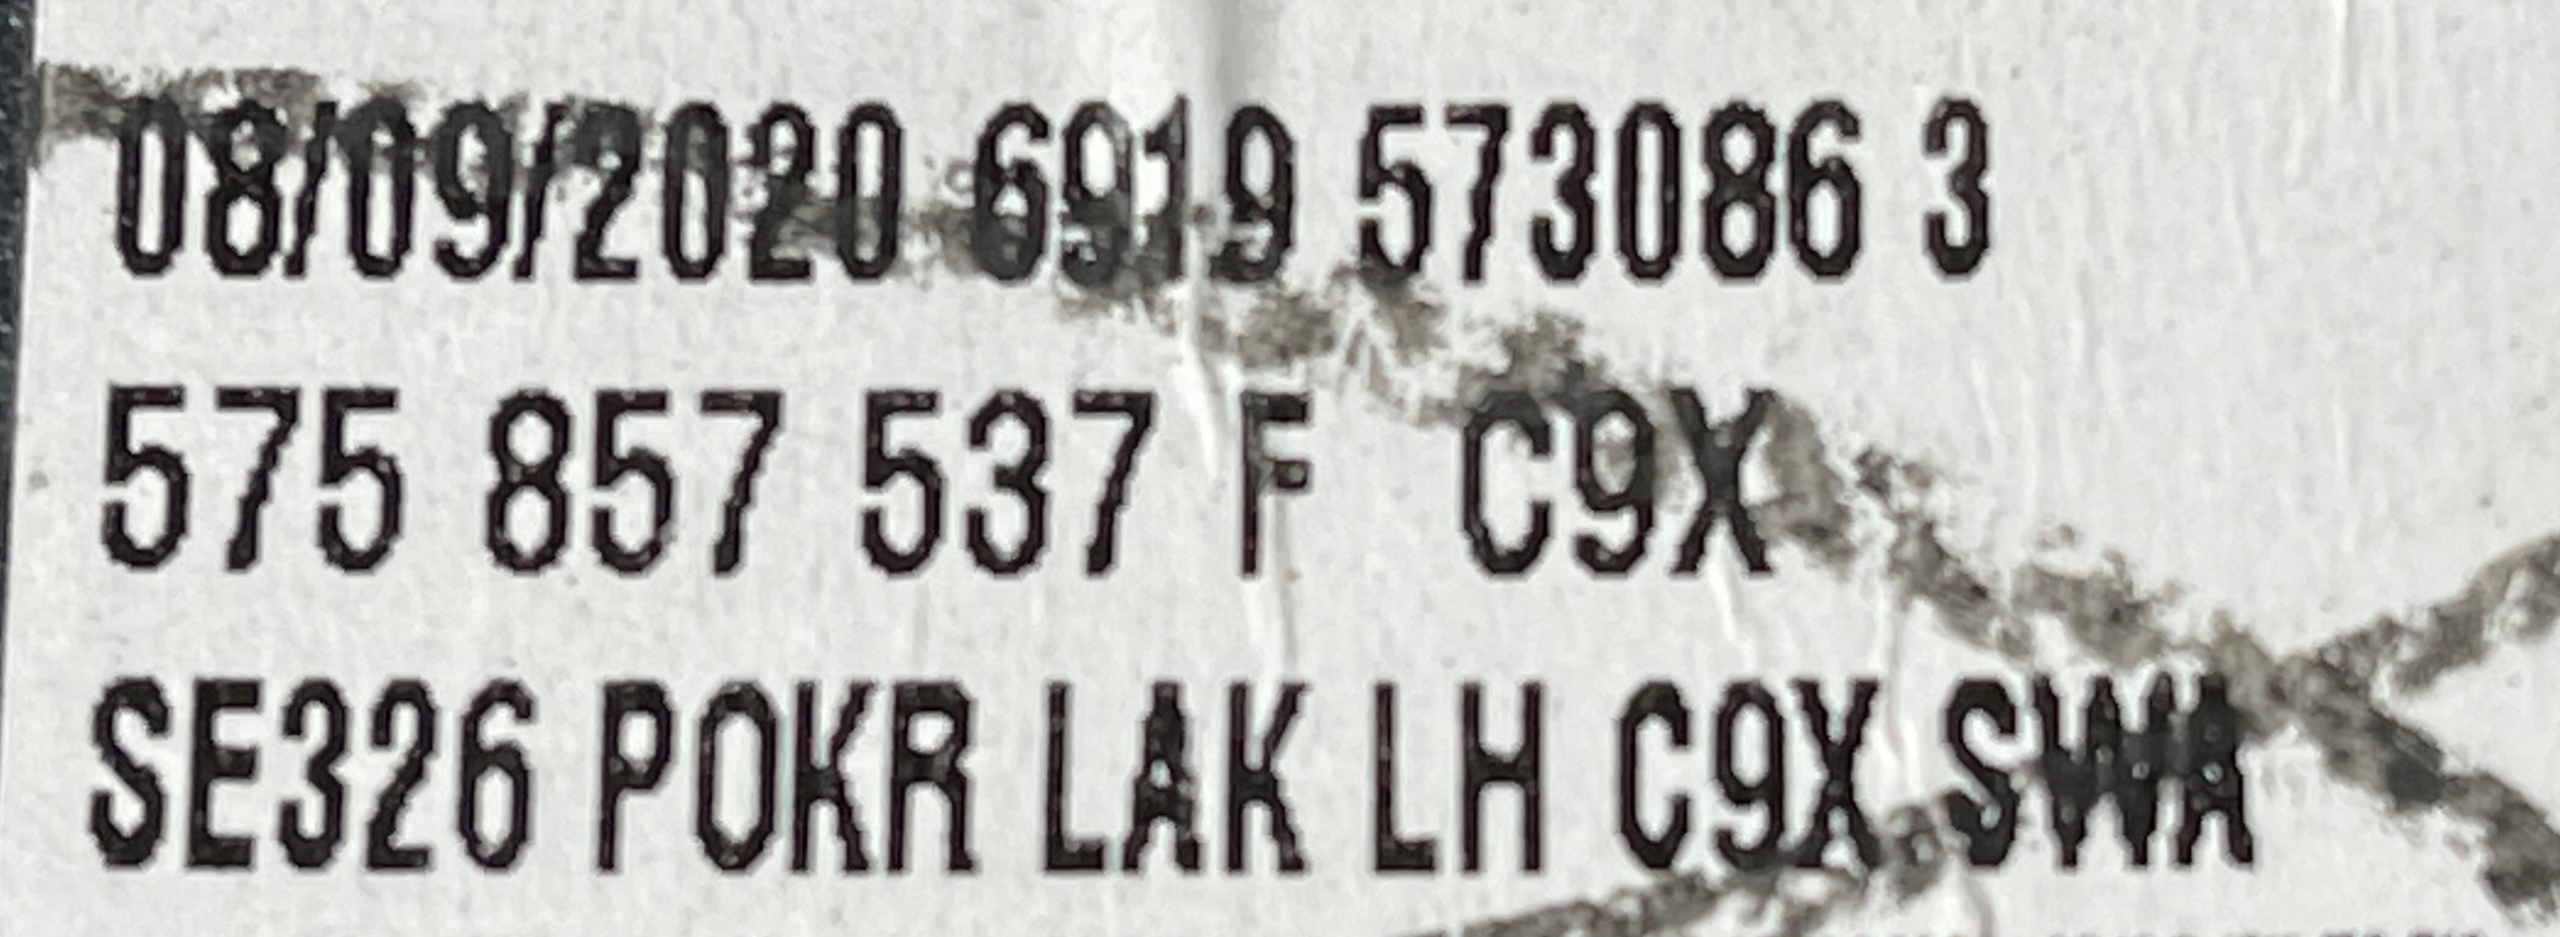 08/09/2020 6919 573086 3
575 857 537 F C9X
SE326 POKR LAK LH C9X SWA